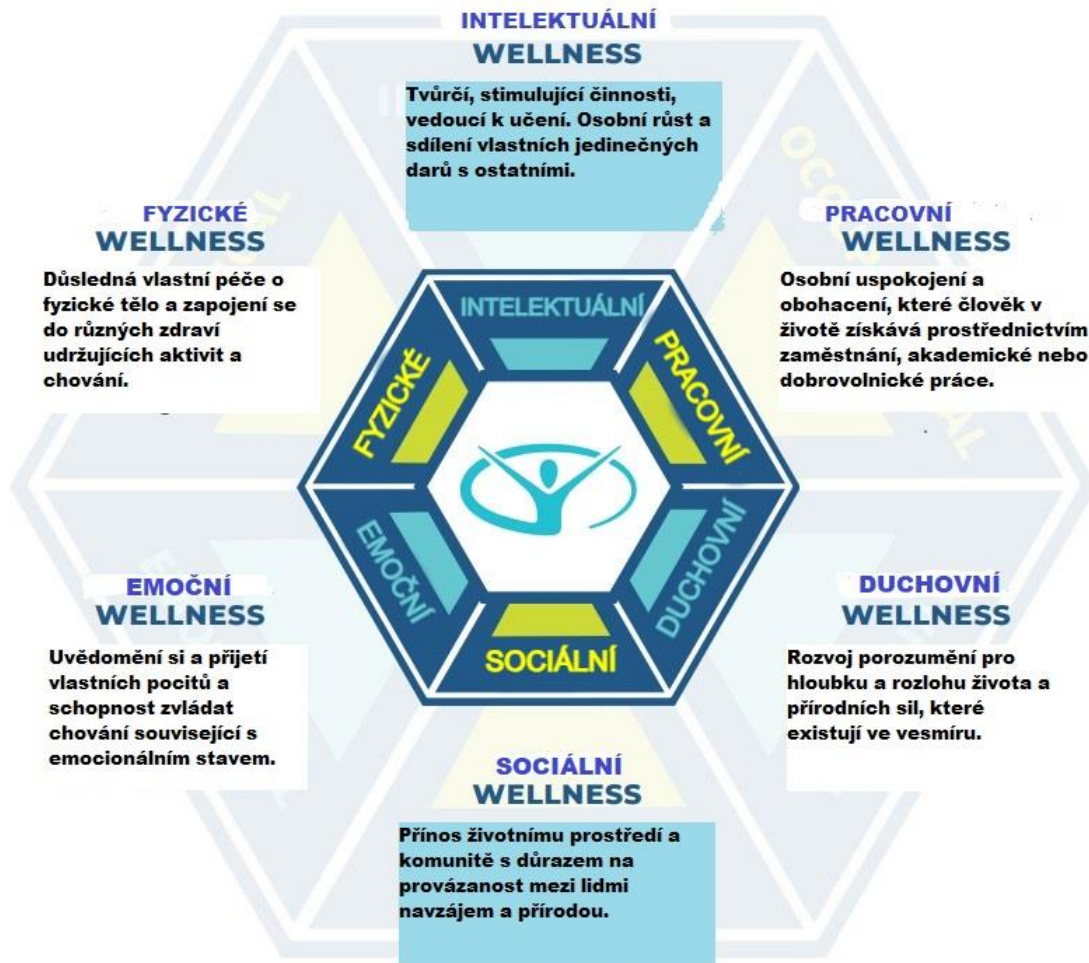 INTELEKTUÁLNÍ
WELLNESS
Tvůrčí, stimulující činnosti,
vedoucí k učení. Osobní růst a
sdílení vlastních jedinečných
darů s ostatními.
FYZICKÉ
WELLNESS
Důsledná vlastní péče o
fyzické tělo a zapojení se
do různých zdraví
udržujících aktivit a
chování.
PRACOVNÍ
WELLNESS
Osobní uspokojení a
obohacení, které člověk v
životě získává prostřednictvím
zaměstnání, akademické nebo
dobrovolnické práce.
INTELEKTUÁLNÍ
FYZICKÉ
PRACOVNÍ
EMOČNÍ
DUCHOVNÍ
SOCIÁLNÍ
EMOČNÍ
WELLNESS
Uvědomění si a přijetí
vlastních pocitů a
schopnost zvládat
chování související s
emocionálním stavem.
DUCHOVNÍ
WELLNESS
Rozvoj porozumění pro
hloubku a rozlohu života a
přírodních sil, které
existují ve vesmíru.
SOCIÁLNÍ
WELLNESS
Přínos životnímu prostředí a
komunitě s důrazem na
provázanost mezi lidmi
navzájem a přírodou.